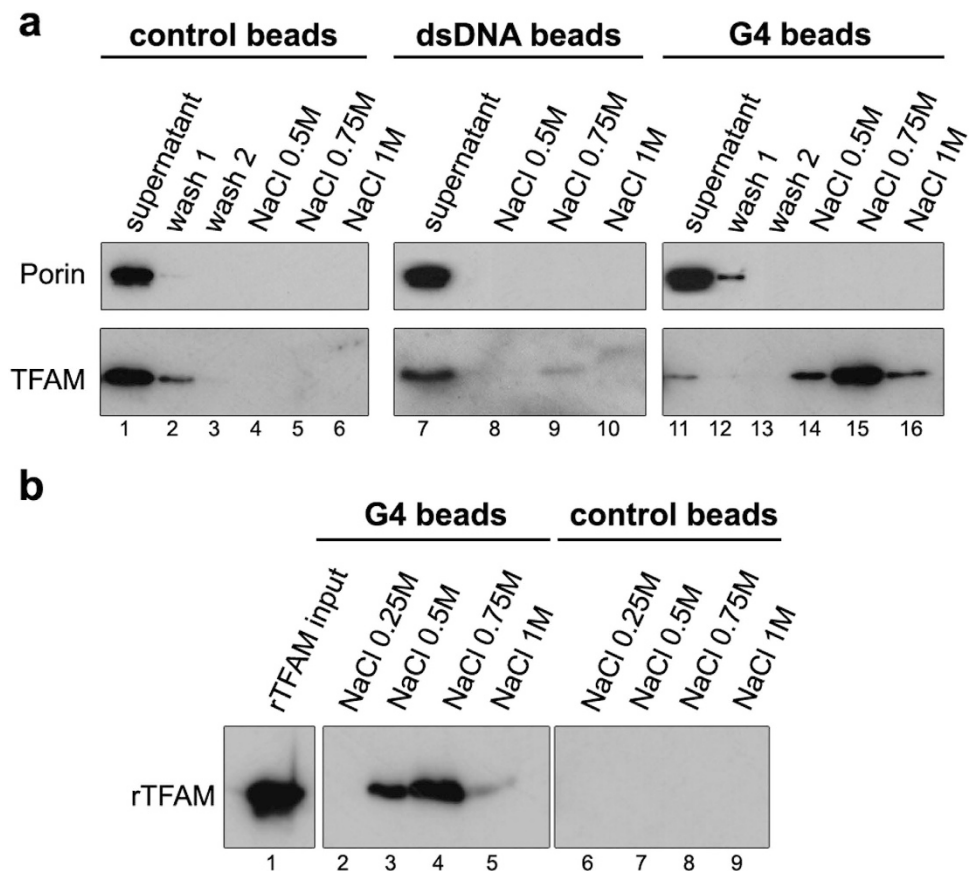 a
control beads dsDNA beads G4 beads
supernatant wash 1 wash 2 NaCl 0.5M NaCl 0.75M NaCl 1M supernatant NaCl 0.5M NaCl 0.75M NaCl 1M supernatant wash 1 wash 2 NaCl 0.5M NaCl 0.75M NaCl 1M
Porin
TFAM
1 2 3 4 5 6 7 8 9 10 11 12 13 14 15 16
b
G4 beads control beads
rTFAM input NaCl 0.25M NaCl 0.5M NaCl 0.75M NaCl 1M NaCl 0.25M NaCl 0.5M NaCl 0.75M NaCl 1M
rTFAM
1 2 3 4 5 6 7 8 9